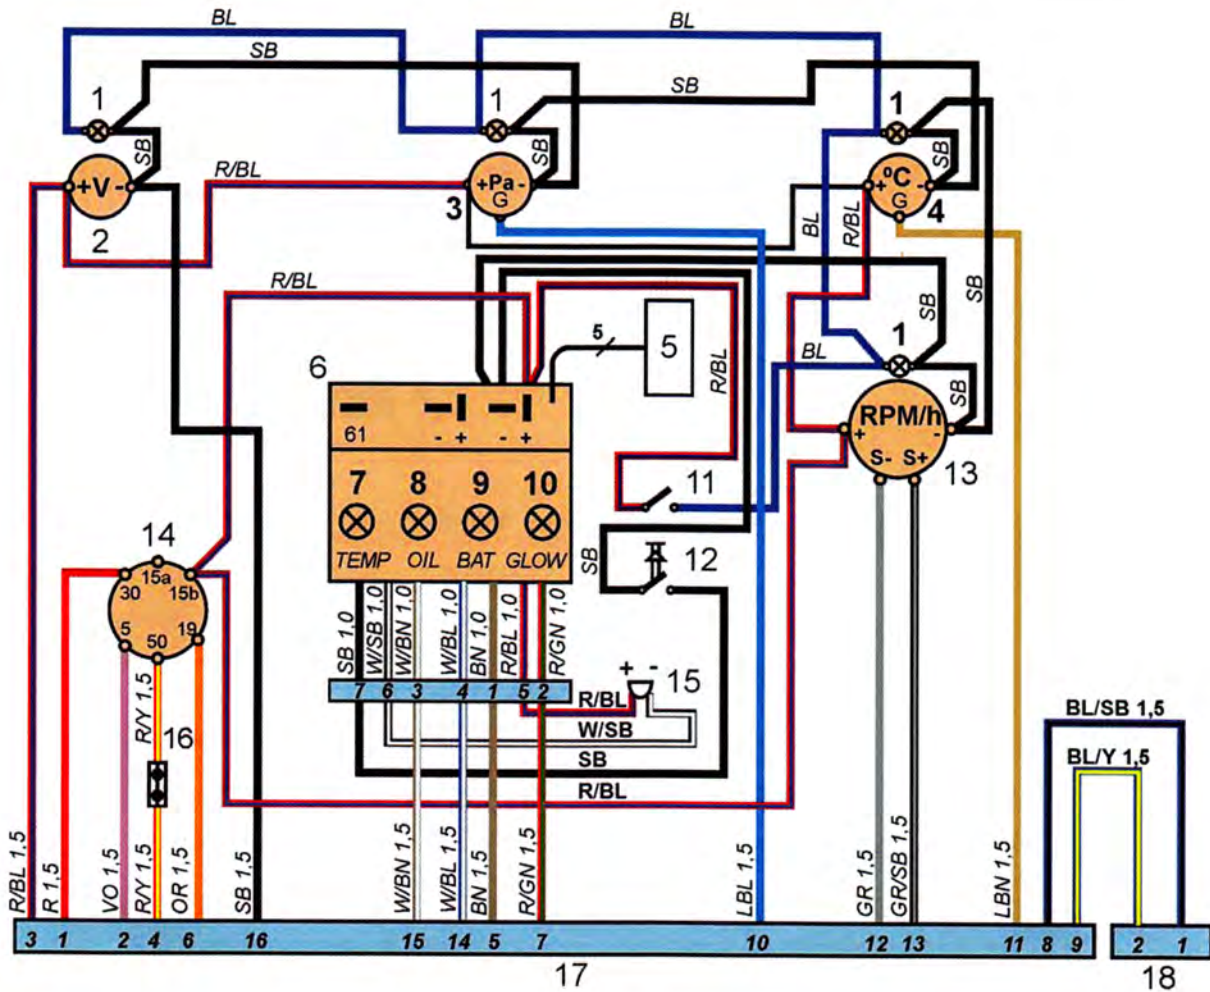 BL
BL
SB
SB
1
1
1
SB
SB
SB
+V-
R/BL
+Pa-
G
+
ºC
-
G
2
3
4
BL
R/BL
R/BL
SB
SB
5
5
1
BL
6
R/BL
61
- +
- +
RPM/h
+
-
S- S+
SB
7 8 9 10
11
13
TEMP OIL BAT GLOW
SB
12
14
15a
30
15b
5
50
19
SB 1,0
W/SB 1,0
W/BN 1,0
W/BL 1,0
BN 1,0
R/BL 1,0
R/GN 1,0
7 6 3 4 1 5 2
+ -
15
R/BL
W/SB
SB
R/BL
R/Y 1,5
16
BL/SB 1,5
BL/Y 1,5
R/BL 1,5
R 1,5
VO 1,5
R/Y 1,5
OR 1,5
SB 1,5
W/BN 1,5
W/BL 1,5
BN 1,5
R/GN 1,5
LBL 1,5
GR 1,5
GR/SB 1,5
LBN 1,5
3 1 2 4 6 16 15 14 5 7 10 12 13 11 8 9
2 1
17
18